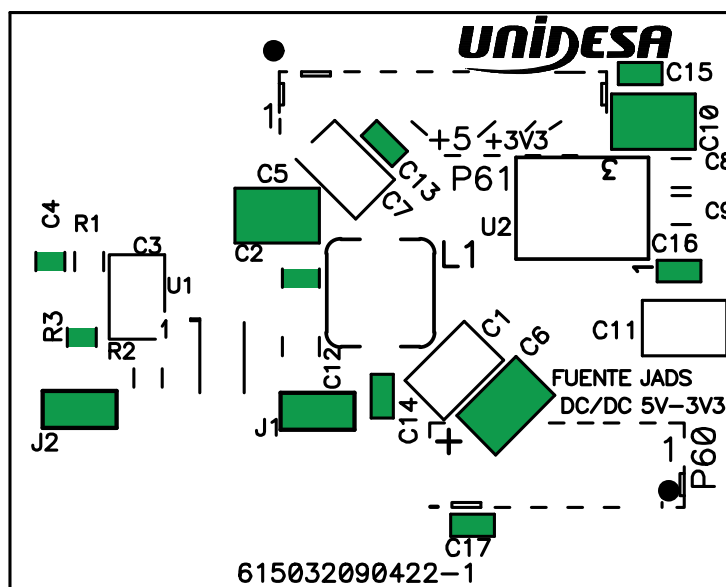 UNIDESA
C15
1
+5 +3V3
C10
3
C8
C13
P61
C5
C7
C4
R1
U2
C9
C2
C3
L1
C16
1
U1
R3
1
R2
C1
C6
C11
C12
FUENTE JADS
DC/DC 5V-3V3
J2
J1
C14
+
1
P60
C17
615032090422-1